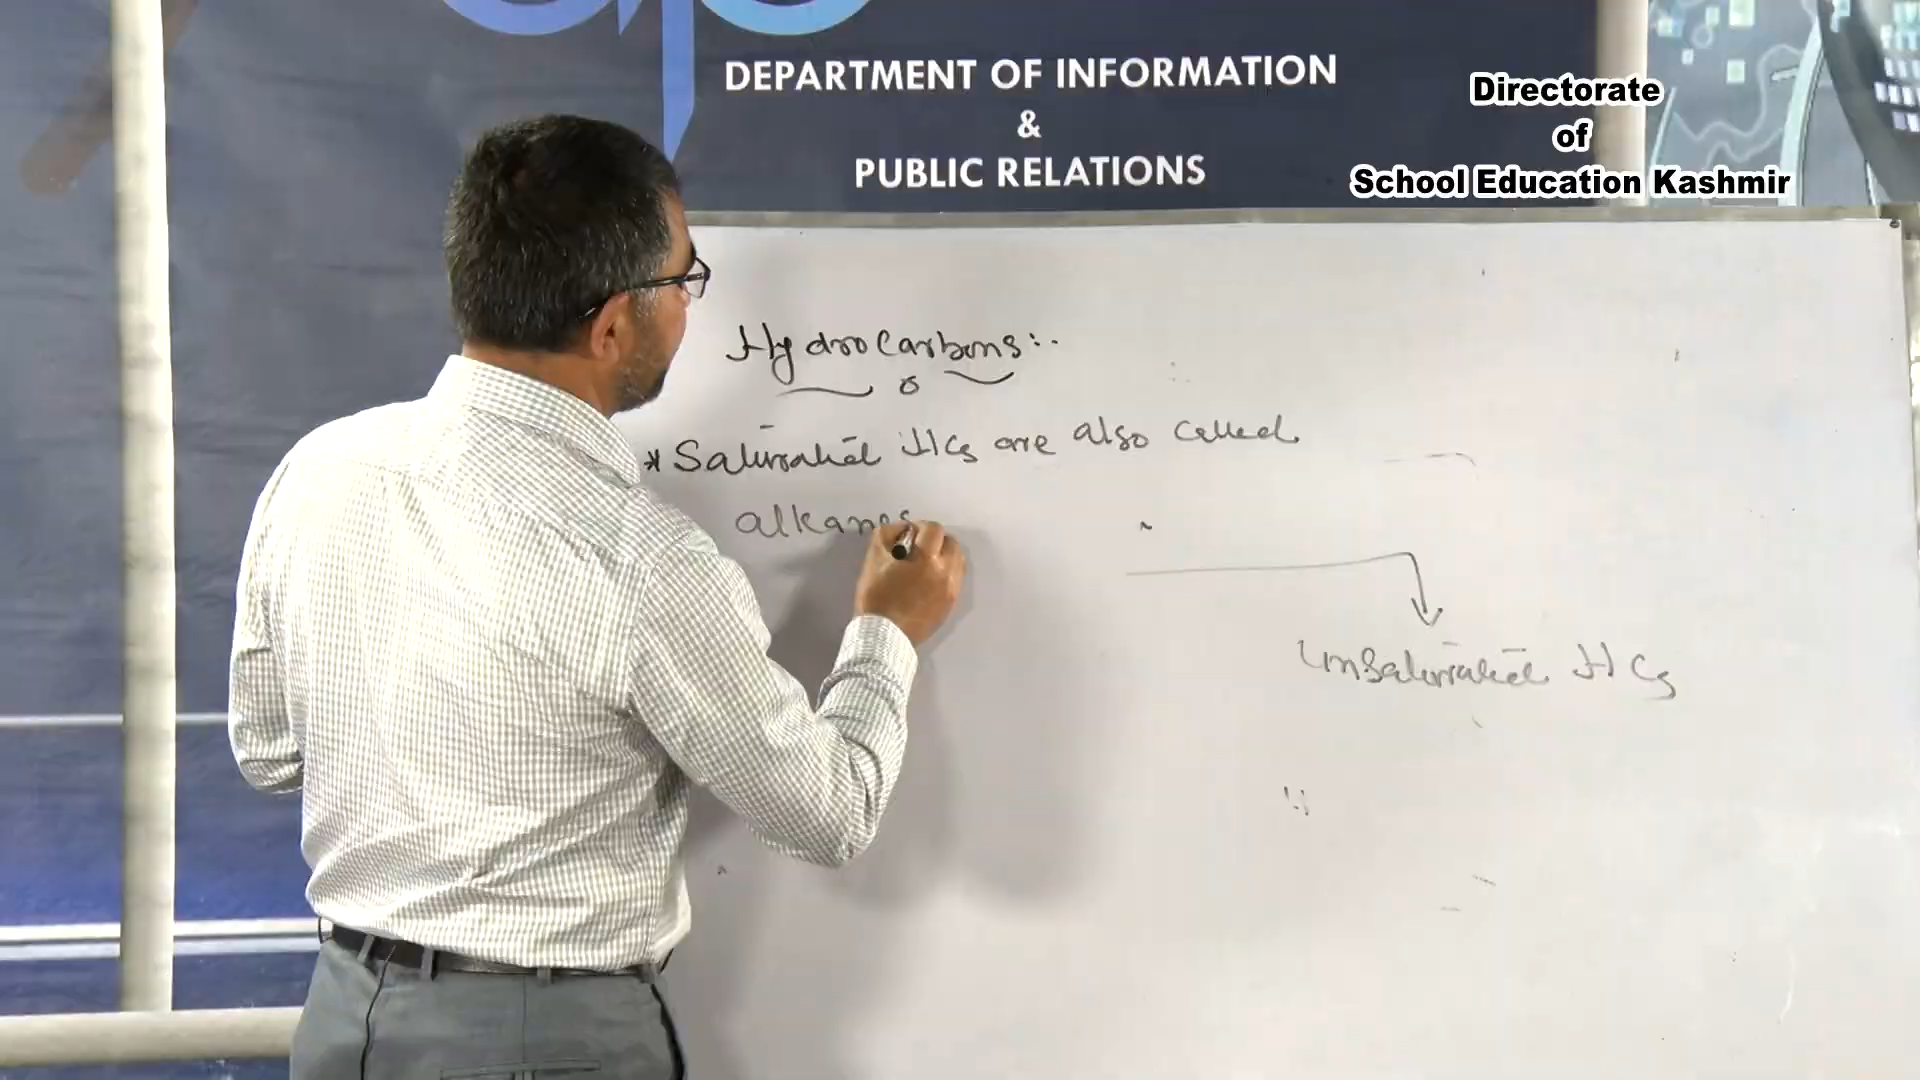 DEPARTMENT OF INFORMATION
&
PUBLIC RELATIONS
Directorate
of
School Education Kashmir
Hydrocarbons:.
* Saturated HCs are also called
alkanes
Unsaturated HCs